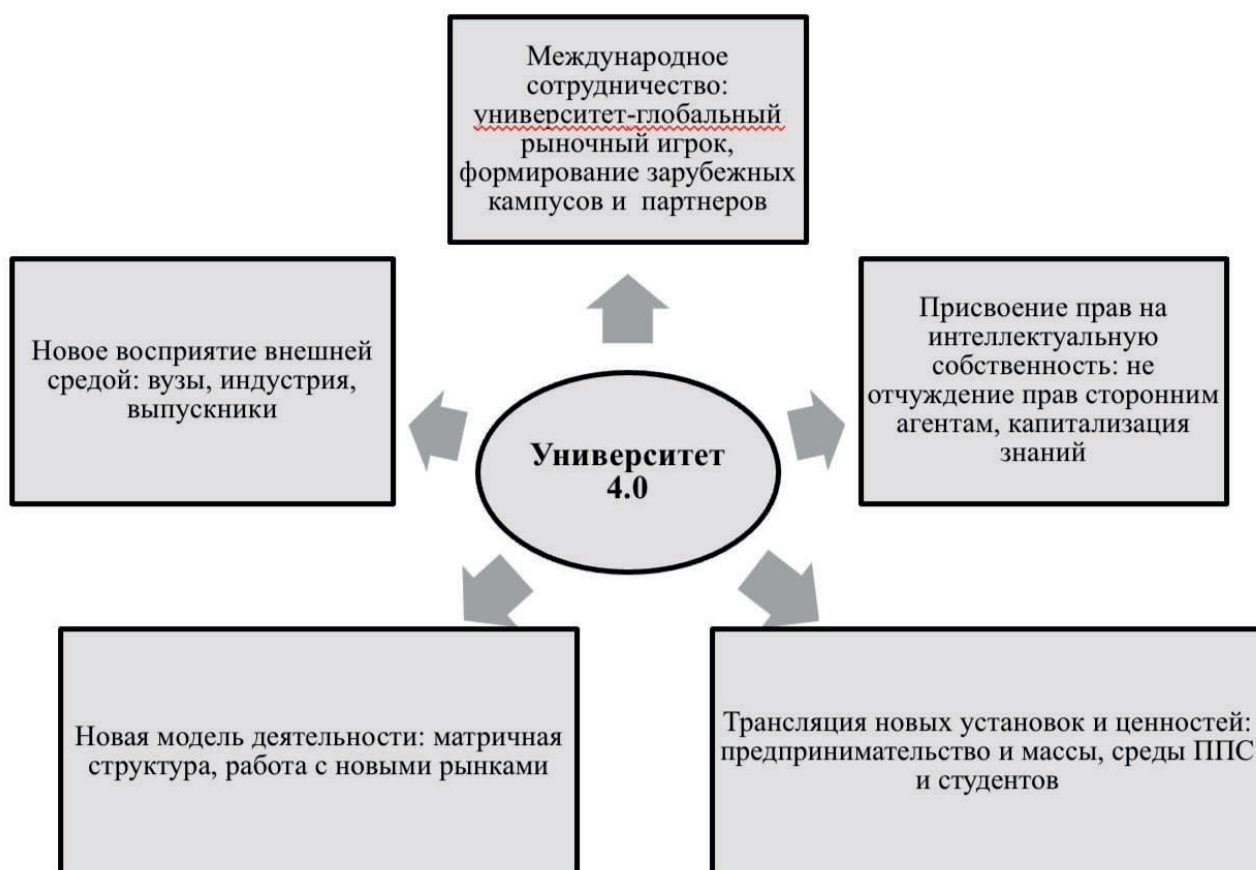 Международное
сотрудничество:
университет-глобальный
рыночный игрок,
формирование зарубежных
кампусов и партнеров
Новое восприятие внешней
средой: вузы, индустрия,
выпускники
Присвоение прав на
интеллектуальную
собственность: не
отчуждение прав сторонним
агентам, капитализация
знаний
Университет
4.0
Новая модель деятельности: матричная
структура, работа с новыми рынками
Трансляция новых установок и ценностей:
предпринимательство и массы, среды ППС
и студентов